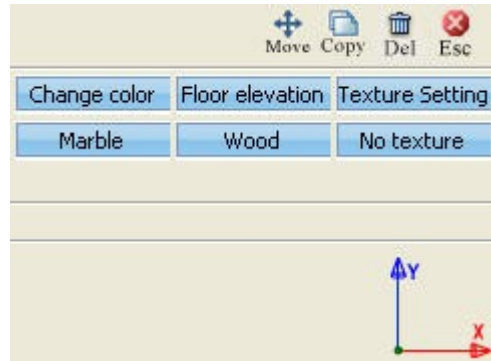 Move Copy Del Esc
Change color Floor elevation Texture Setting
Marble Wood No texture
Y
X